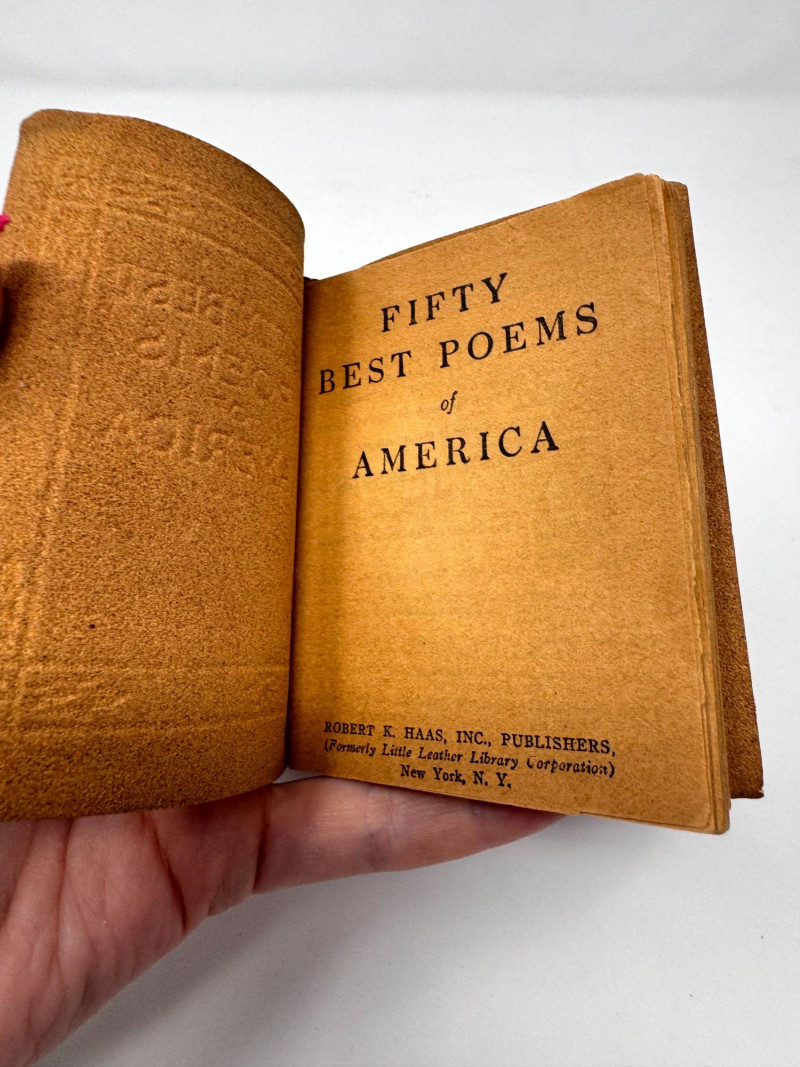 FIFTY
BEST POEMS
of
AMERICA
ROBERT K. HAAS, INC., PUBLISHERS,
(Formerly Little Leather Library Corporation)
New York, N. Y.